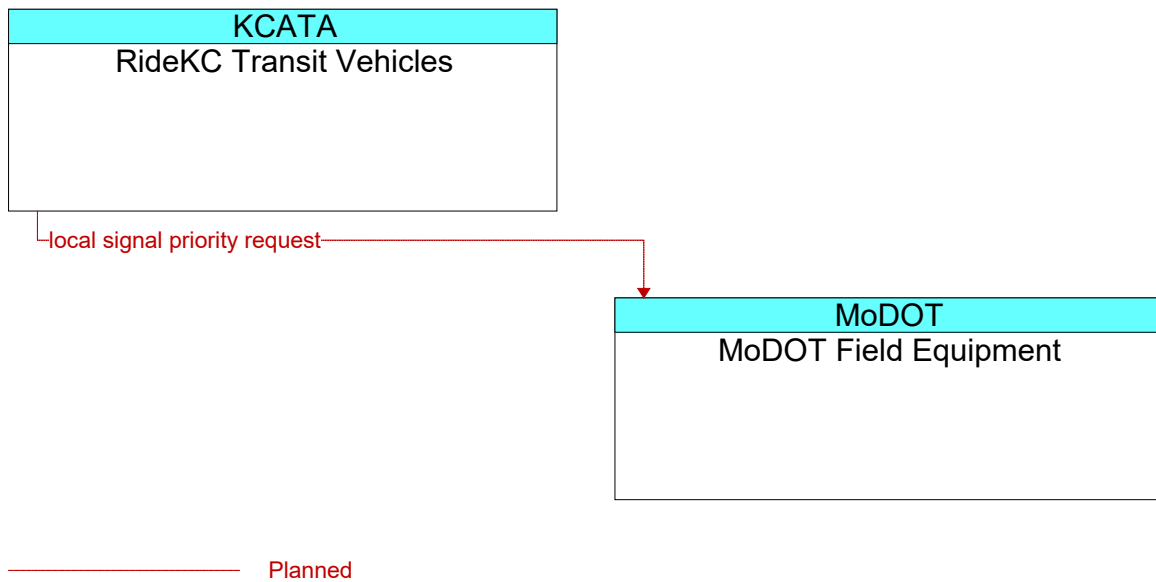 KCATA
RideKC Transit Vehicles
local signal priority request
MoDOT
MoDOT Field Equipment
Planned